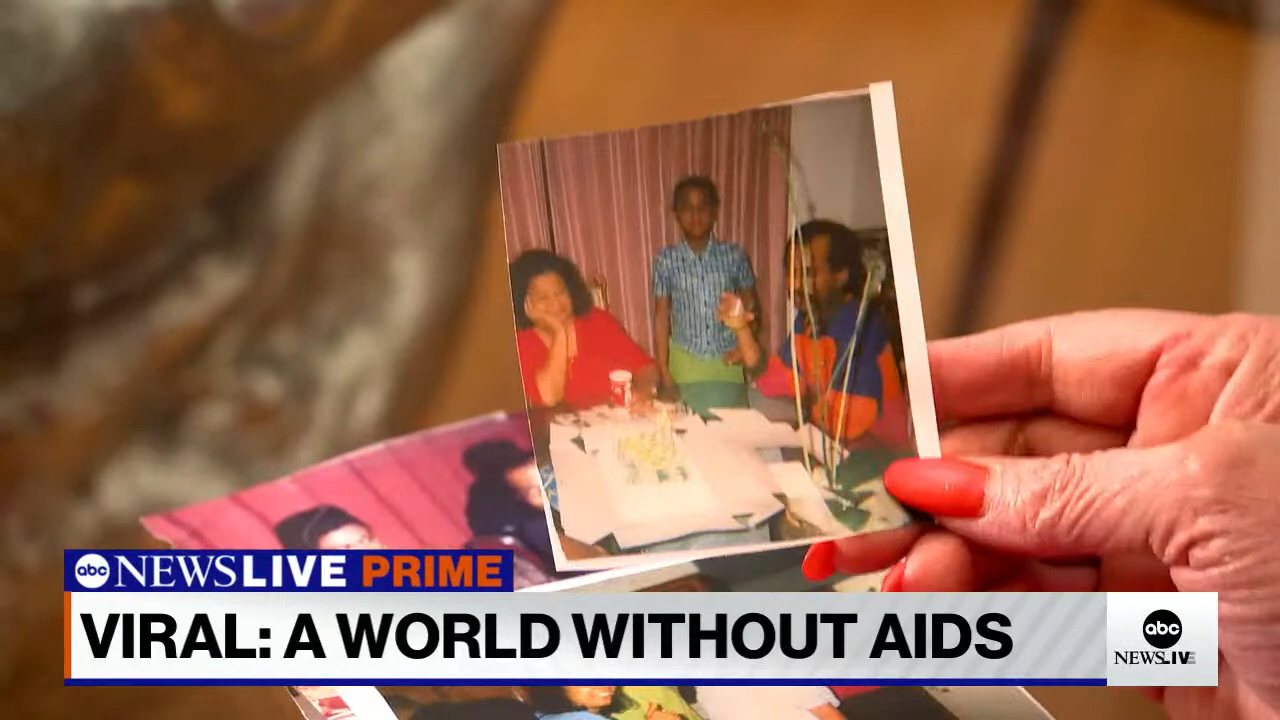 abc NEWS LIVE PRIME
VIRAL: A WORLD WITHOUT AIDS
abc
NEWS LIVE